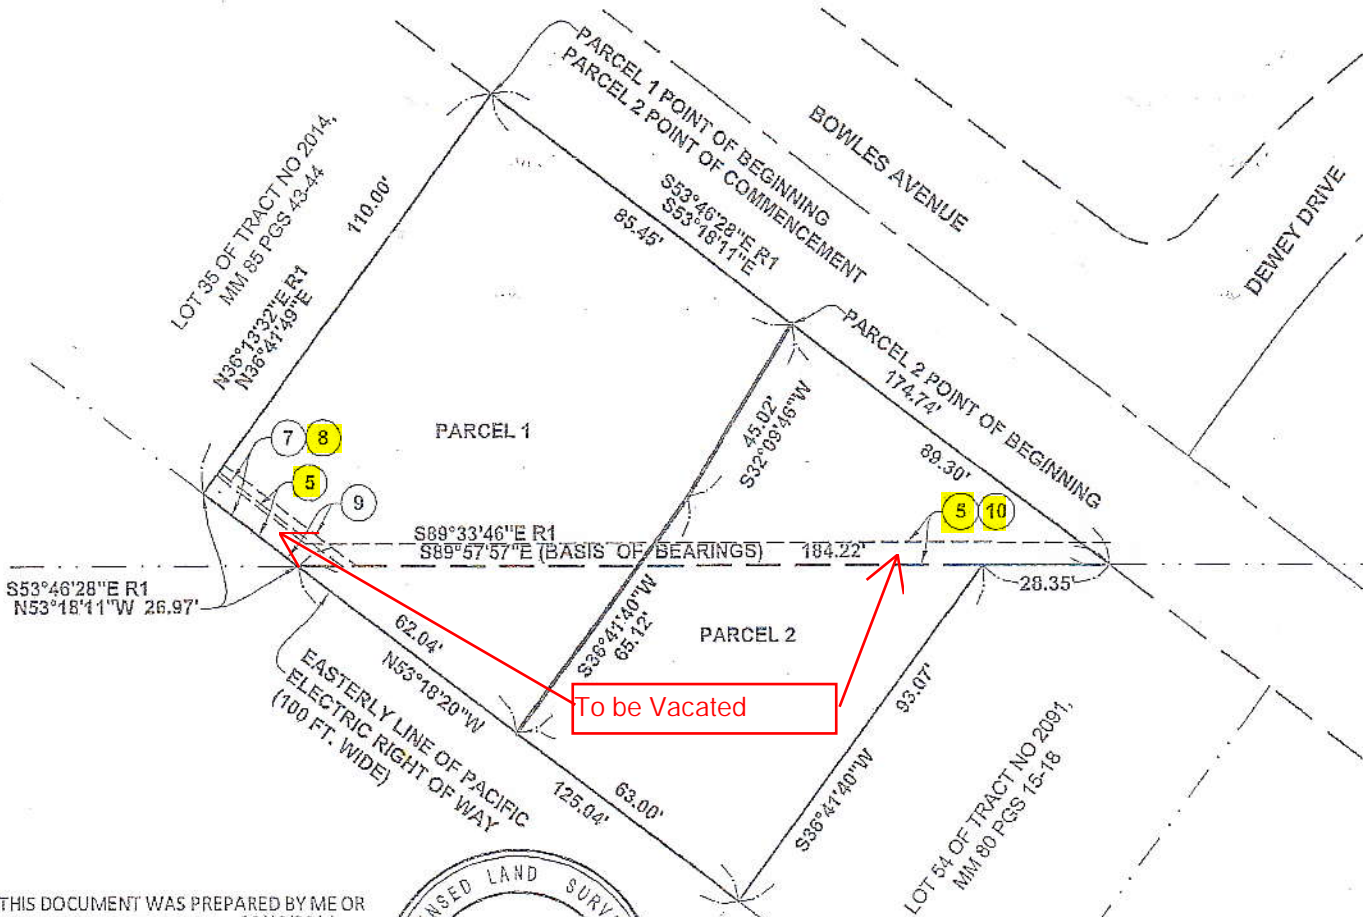 PARCEL 1 POINT OF BEGINNING
PARCEL 2 POINT OF COMMENCEMENT
BOWLES AVENUE
DEWEY DRIVE
LOT 35 OF TRACT NO 2014,
MM 85 PGS 43-44
110.00'
N36°13'32"E R1
N36°41'49"E
S53°46'28"E R1
S53°18'11"E
85.45'
PARCEL 2 POINT OF BEGINNING
174.74'
89.30'
PARCEL 1
45.02'
S32°09'46"W
7 8
5
9
5 10
S89°33'46"E R1
S89°57'57"E (BASIS OF BEARINGS) 184.22'
28.35'
S53°46'28"E R1
N53°18'11"W 26.97'
62.04'
N53°18'20"W
S36°41'40"W
65.12'
PARCEL 2
To be Vacated
93.07'
S36°41'40"W
EASTERLY LINE OF PACIFIC
ELECTRIC RIGHT OF WAY
(100 FT. WIDE)
63.00'
125.04'
LOT 54 OF TRACT NO 2091,
MM 80 PGS 15-18
THIS DOCUMENT WAS PREPARED BY ME OR
LAND